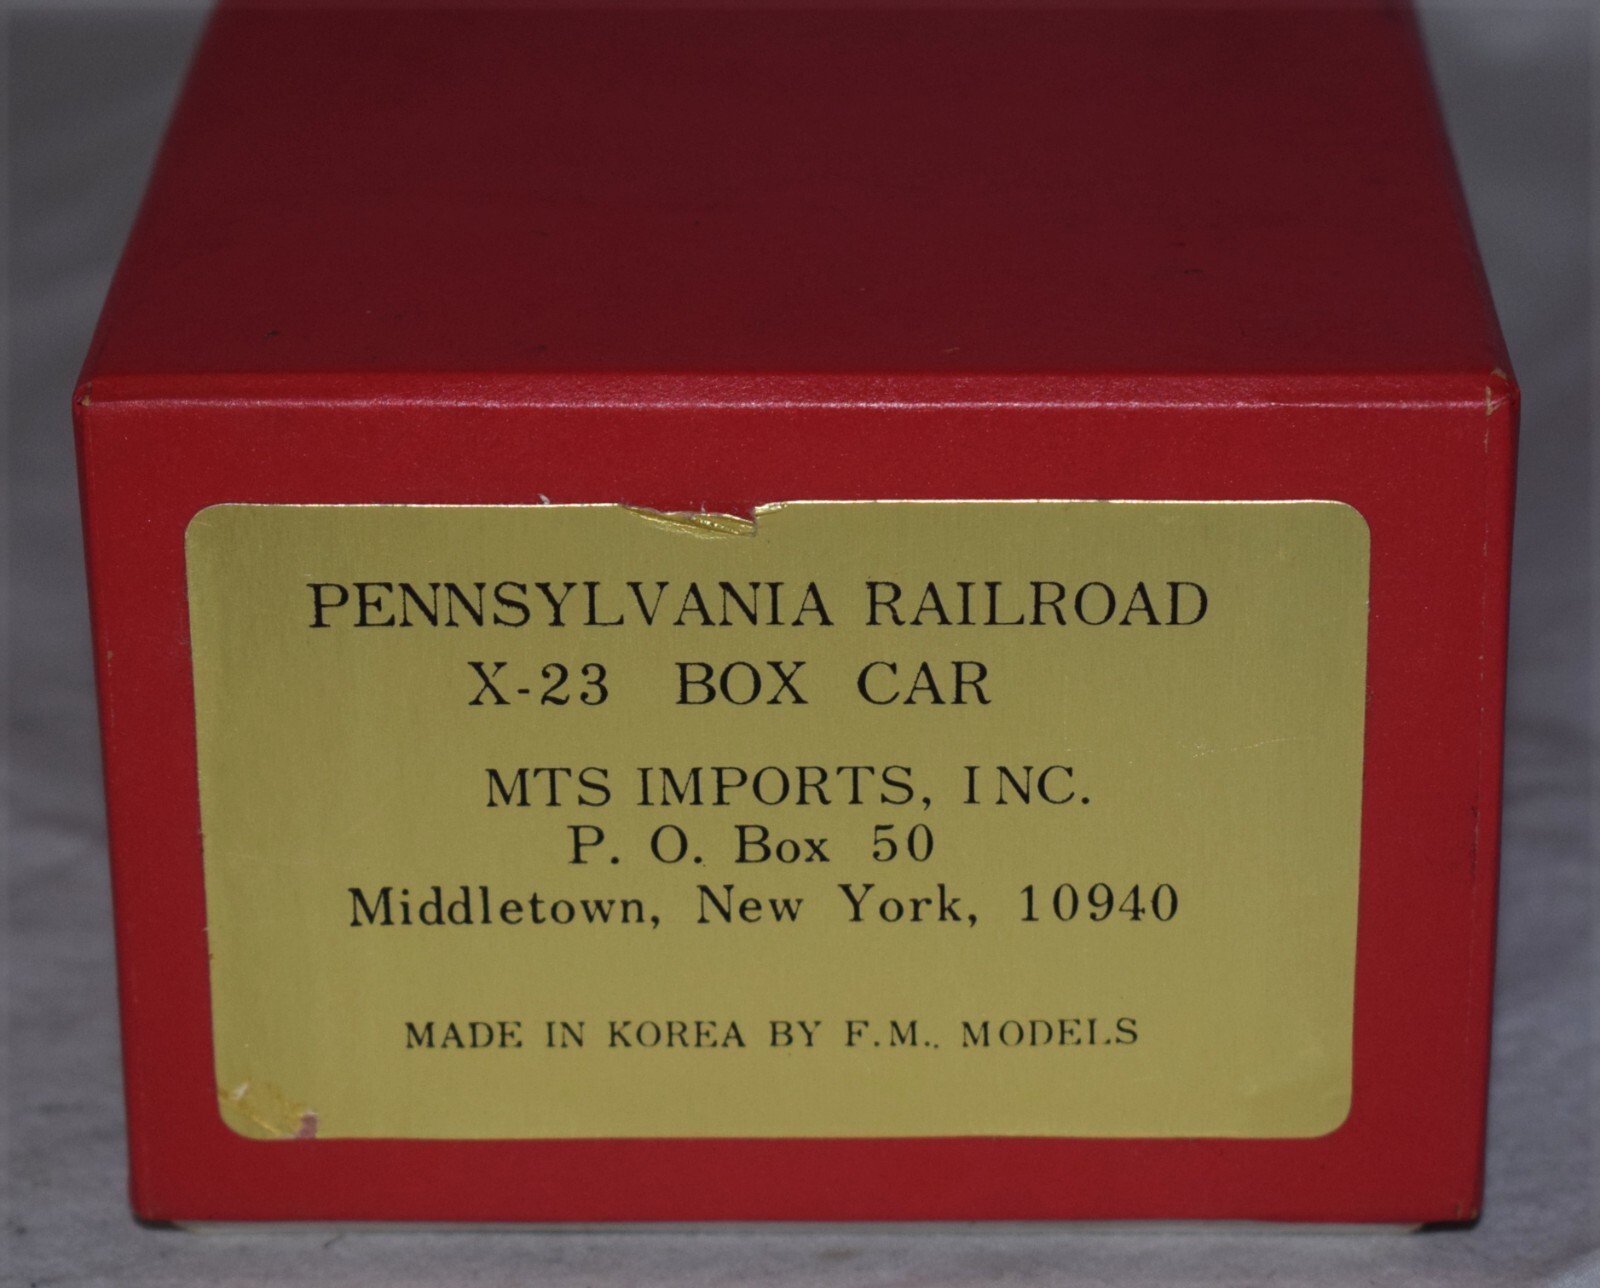 PENNSYLVANIA RAILROAD
X-23 BOX CAR
MTS IMPORTS, INC.
P. O. Box 50
Middletown, New York, 10940
MADE IN KOREA BY F.M.. MODELS